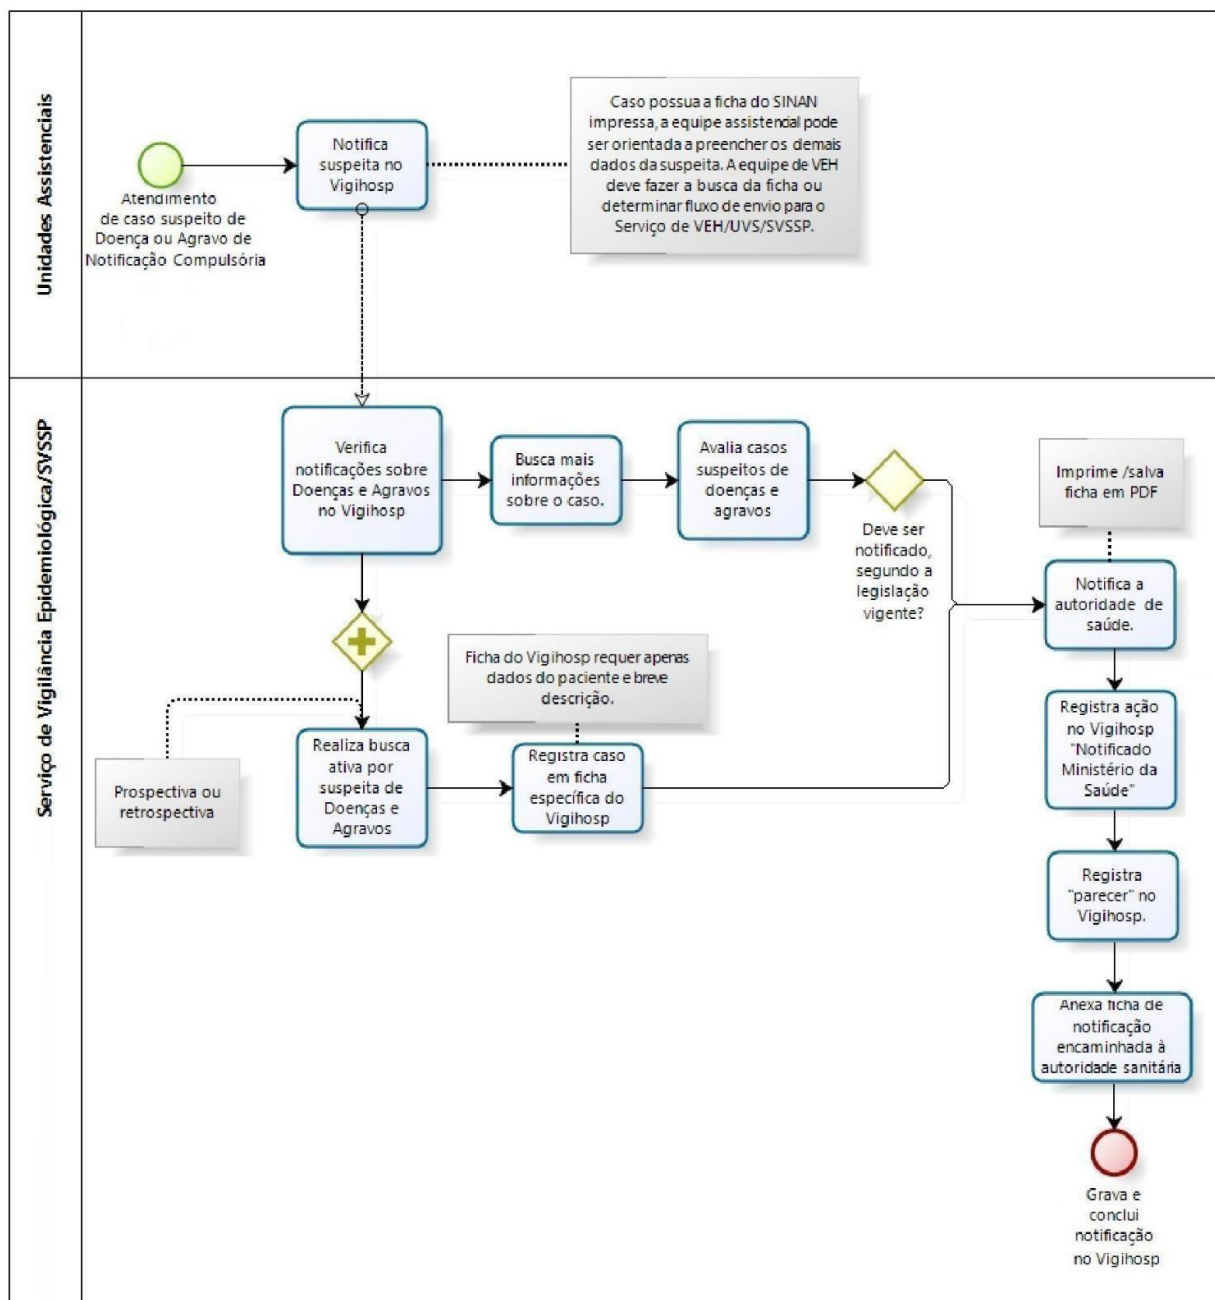 Unidades Assistenciais
Atendimento
de caso suspeito de
Doença ou Agravo de
Notificação Compulsória
Notifica
suspeita no
Vigihosp
Caso possua a ficha do SINAN
impressa, a equipe assistencial pode
ser orientada a preencher os demais
dados da suspeita. A equipe de VEH
deve fazer a busca da ficha ou
determinar fluxo de envio para o
Serviço de VEH/UVS/SVSSP.
Serviço de Vigilância Epidemiológica/SVSSP
Verifica
notificações sobre
Doenças e Agravos
no Vigihosp
Busca mais
informações
sobre o caso.
Avalia casos
suspeitos de
doenças e
agravos
Deve ser
notificado,
segundo a
legislação
vigente?
Imprime /salva
ficha em PDF
Notifica a
autoridade de
saúde.
Ficha do Vigihosp requer apenas
dados do paciente e breve
descrição.
Prospectiva ou
retrospectiva
Realiza busca
ativa por
suspeita de
Doenças e
Agravos
Registra caso
em ficha
específica do
Vigihosp
Registra ação
no Vigihosp
"Notificado
Ministério da
Saúde"
Registra
"parecer" no
Vigihosp.
Anexa ficha de
notificação
encaminhada à
autoridade sanitária
Grava e
conclui
notificação
no Vigihosp